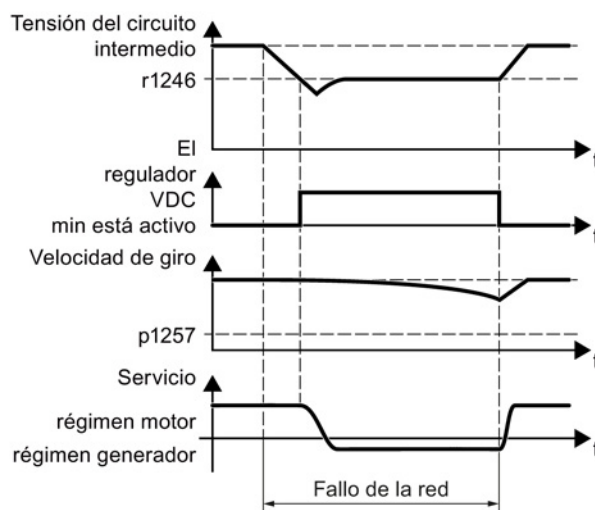 Tensión del circuito
intermedio
r1246
t
El
regulador
VDC
min está activo
t
Velocidad de giro
p1257
t
Servicio
régimen motor
t
régimen generador
Fallo de la red